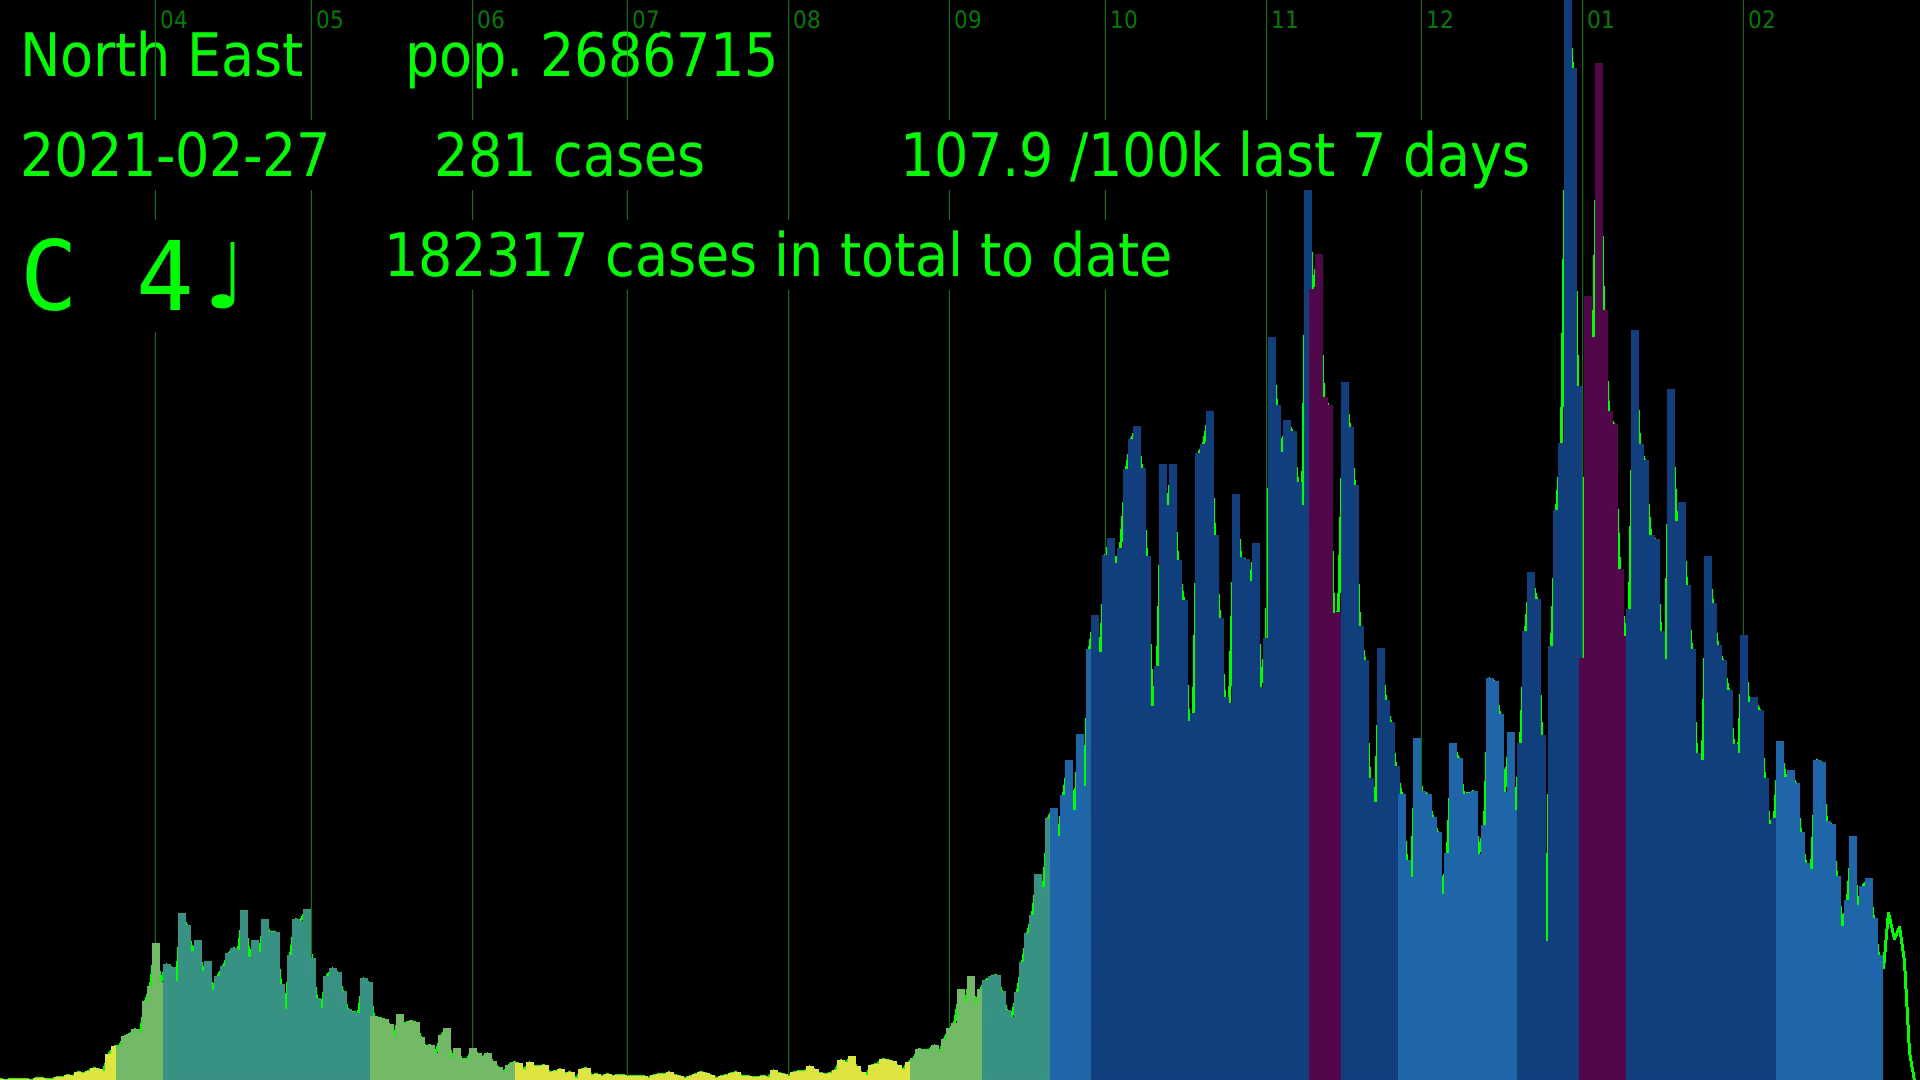 04 05 06 07 08 09 10 11 12 01 02
North East pop. 2686715
2021-02-27 281 cases 107.9 /100k last 7 days
C 4♩ 182317 cases in total to date